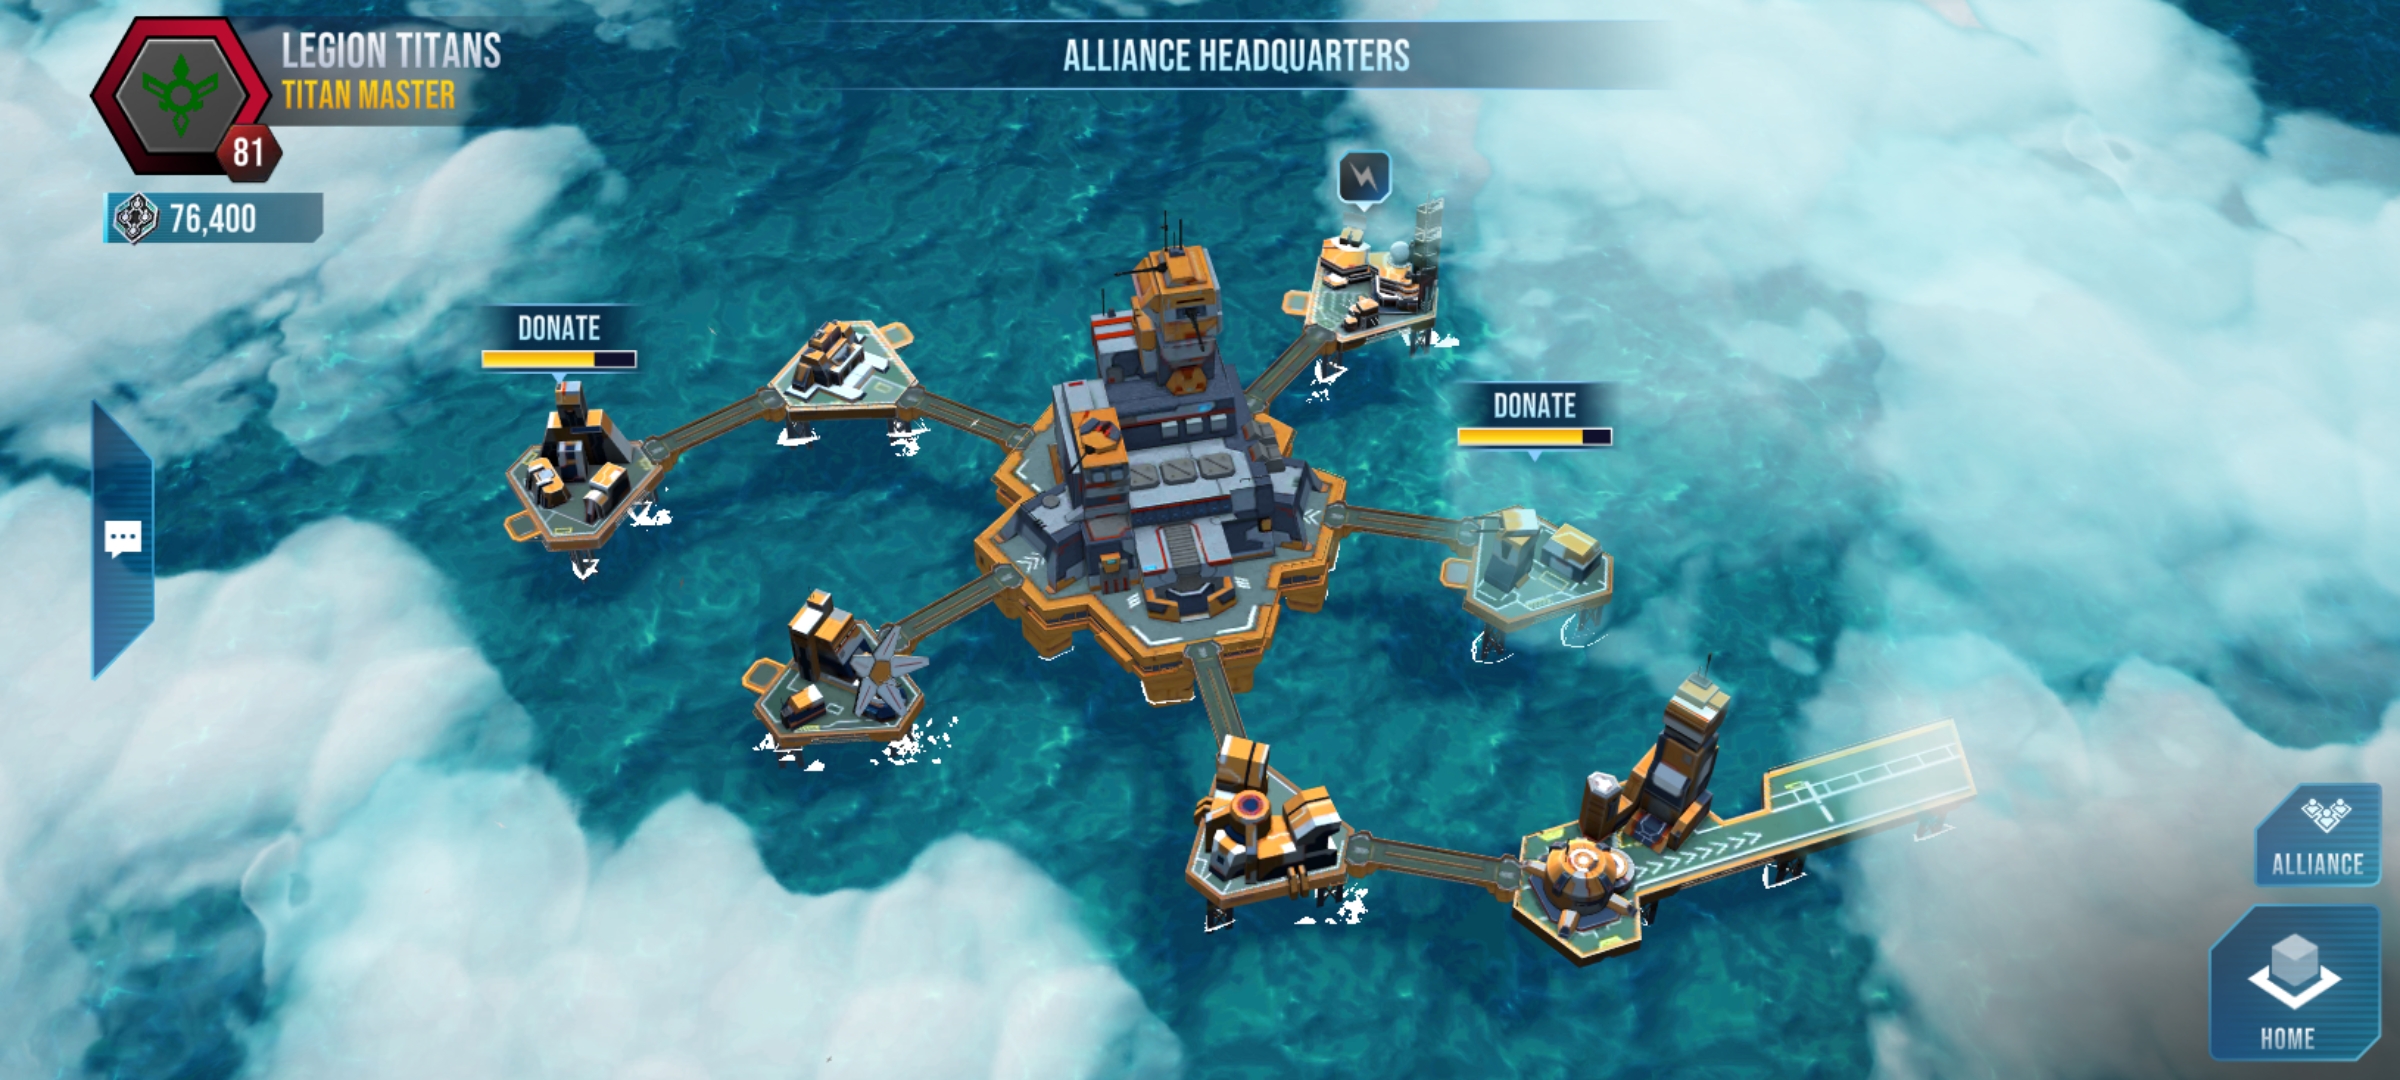 LEGION TITANS
TITAN MASTER
81
76,400
ALLIANCE HEADQUARTERS
DONATE
DONATE
ALLIANCE
HOME